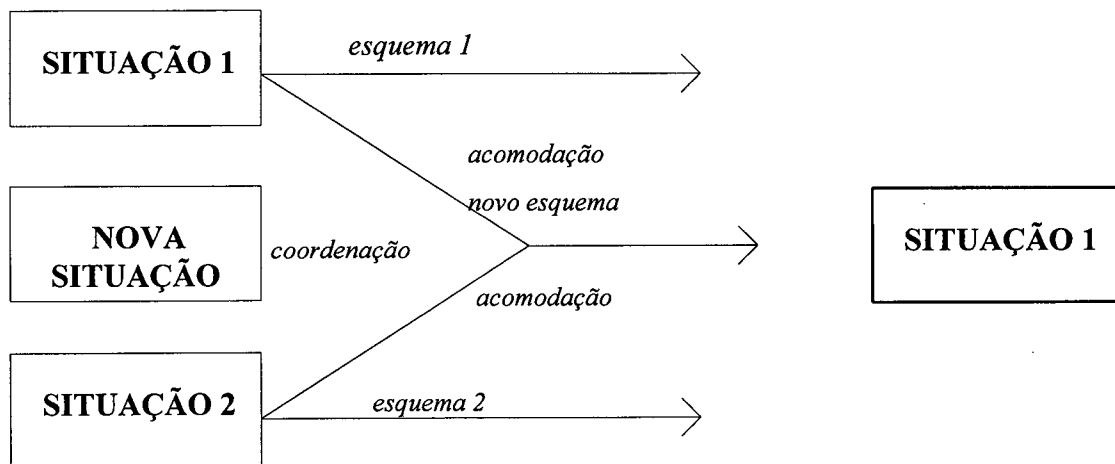 SITUAÇÃO 1
esquema 1
acomodação
novo esquema
NOVA
SITUAÇÃO
coordenação
SITUAÇÃO 1
acomodação
SITUAÇÃO 2
esquema 2